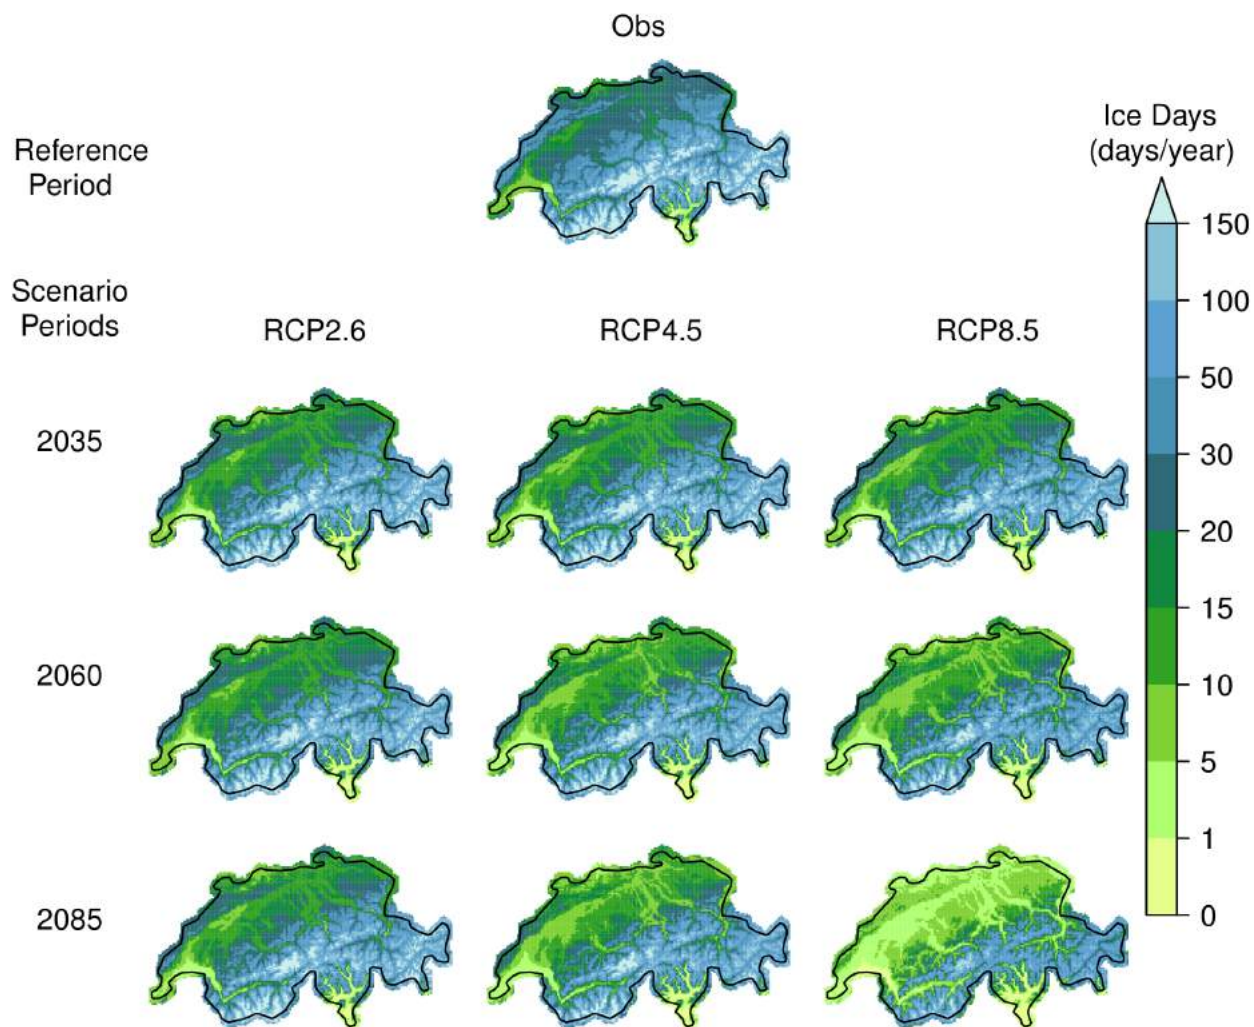 Obs
Reference
Period
Ice Days
(days/year)
150
100
50
30
20
15
10
5
1
0
Scenario
Periods
RCP2.6
RCP4.5
RCP8.5
2035
2060
2085